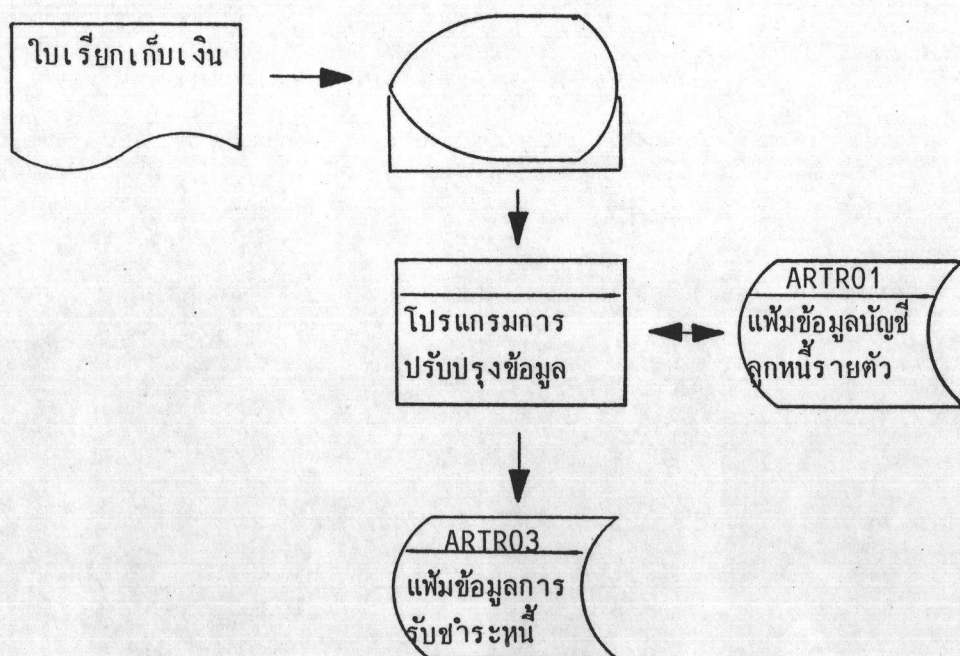 ใบเรียกเก็บเงิน
โปรแกรมการ
ปรับปรุงข้อมูล
ARTR01
แฟ้มข้อมูลบัญชี
ลูกหนี้รายตัว
ARTR03
แฟ้มข้อมูลการ
รับชำระหนี้